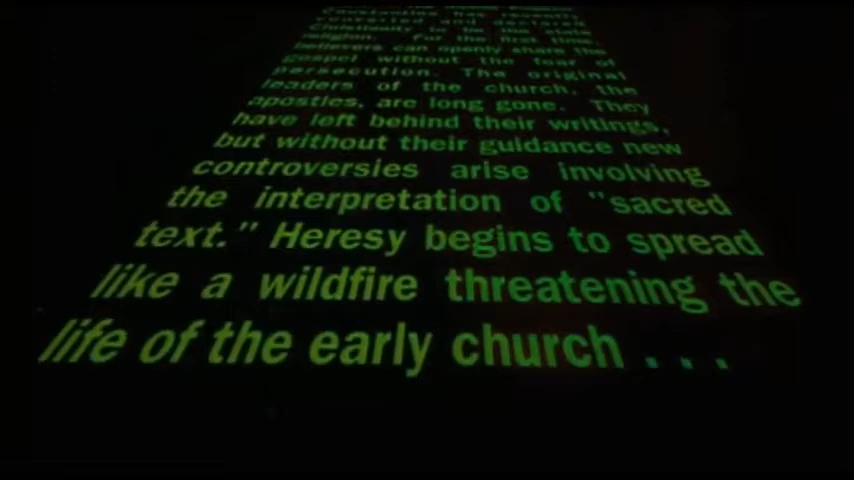 Constantine has recently
converted and declared
Christianity to be the state
religion. For the first time,
believers can openly share the
gospel without the fear of
persecution. The original
leaders of the church, the
apostles, are long gone. They
have left behind their writings,
but without their guidance new
controversies arise involving
the interpretation of "sacred
text." Heresy begins to spread
like a wildfire threatening the
life of the early church . . .